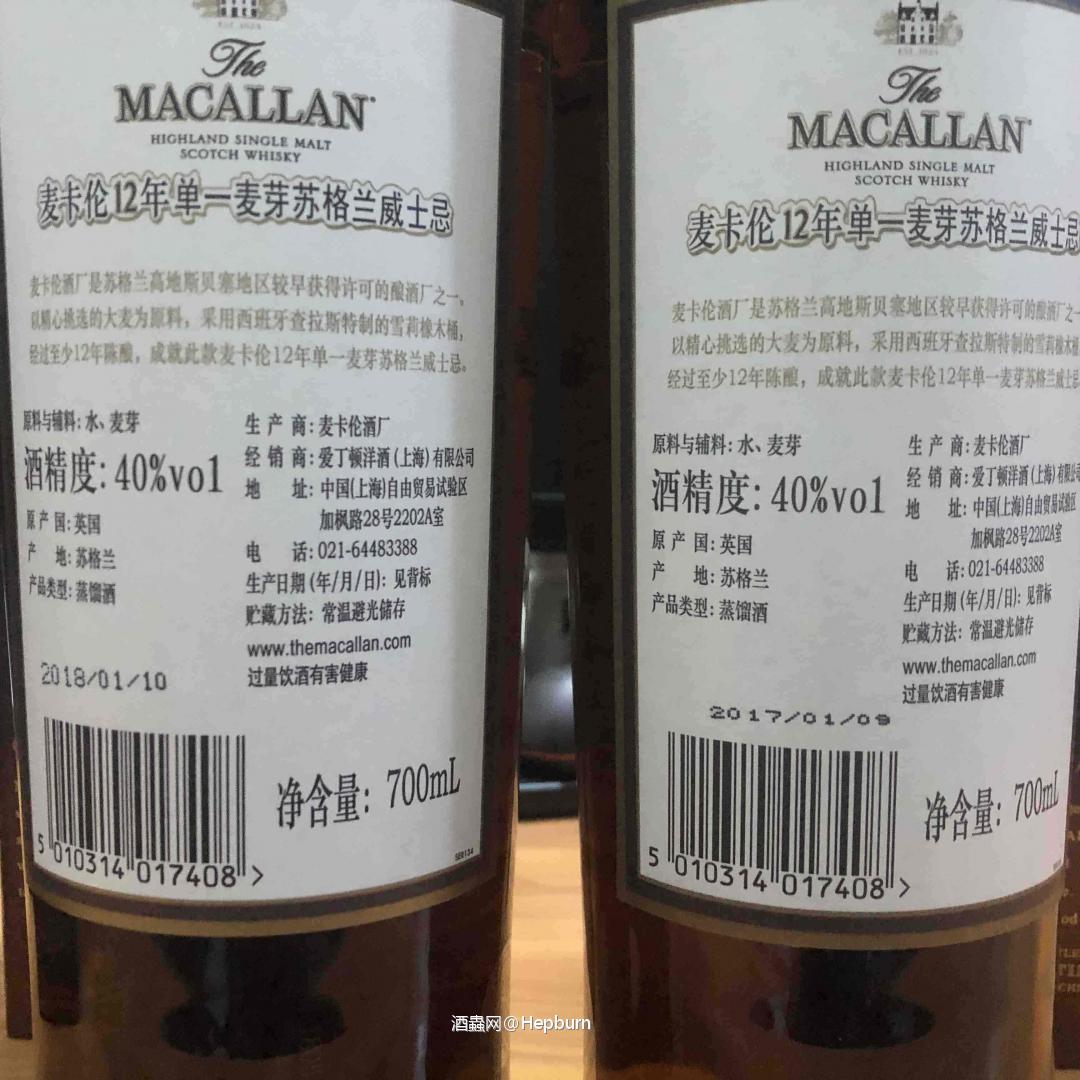 EST. 1824
The
MACALLAN
HIGHLAND SINGLE MALT
SCOTCH WHISKY
麦卡伦12年单一麦芽苏格兰威士忌
麦卡伦酒厂是苏格兰高地斯贝塞地区较早获得许可的酿酒厂之一。
以精心挑选的大麦为原料，采用西班牙查拉斯特制的雪莉橡木桶，
经过至少12年陈酿，成就此款麦卡伦12年单一麦芽苏格兰威士忌。
原料与辅料: 水、麦芽
酒精度: 40%vol
原产国: 英国
产 地: 苏格兰
产品类型: 蒸馏酒
生产商: 麦卡伦酒厂
经销商: 爱丁顿洋酒(上海)有限公司
地 址: 中国(上海)自由贸易试验区
加枫路28号2202A室
电 话: 021-64483388
生产日期(年/月/日): 见背标
贮藏方法: 常温避光储存
www.themacallan.com
过量饮酒有害健康
2018/01/10
5 010314 017408 >
净含量: 700mL
EST. 1824
The
MACALLAN
HIGHLAND SINGLE MALT
SCOTCH WHISKY
麦卡伦12年单一麦芽苏格兰威士忌
麦卡伦酒厂是苏格兰高地斯贝塞地区较早获得许可的酿酒厂之一
以精心挑选的大麦为原料，采用西班牙查拉斯特制的雪莉橡木桶
经过至少12年陈酿，成就此款麦卡伦12年单一麦芽苏格兰威士忌
原料与辅料: 水、麦芽
酒精度: 40%vol
原产国: 英国
产 地: 苏格兰
产品类型: 蒸馏酒
生产商: 麦卡伦酒厂
经销商: 爱丁顿洋酒(上海)有限公司
地 址: 中国(上海)自由贸易试验区
加枫路28号2202A室
电 话: 021-64483388
生产日期(年/月/日): 见背标
贮藏方法: 常温避光储存
www.themacallan.com
过量饮酒有害健康
2017/01/09
5 010314 017408 >
净含量: 700mL
酒蟲网@Hepburn